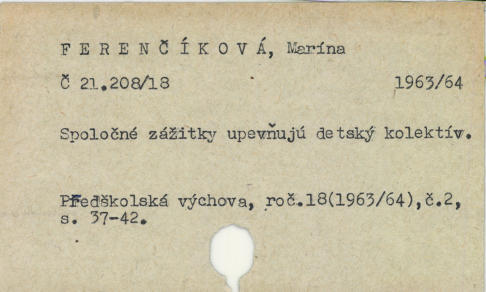 F E R E N Č Í K O V Á, Marína
Č 21.208/18 1963/64
Spoločné zážitky upevňujú detský kolektív.
Předškolská výchova, roč.18(1963/64),č.2,
s. 37-42.